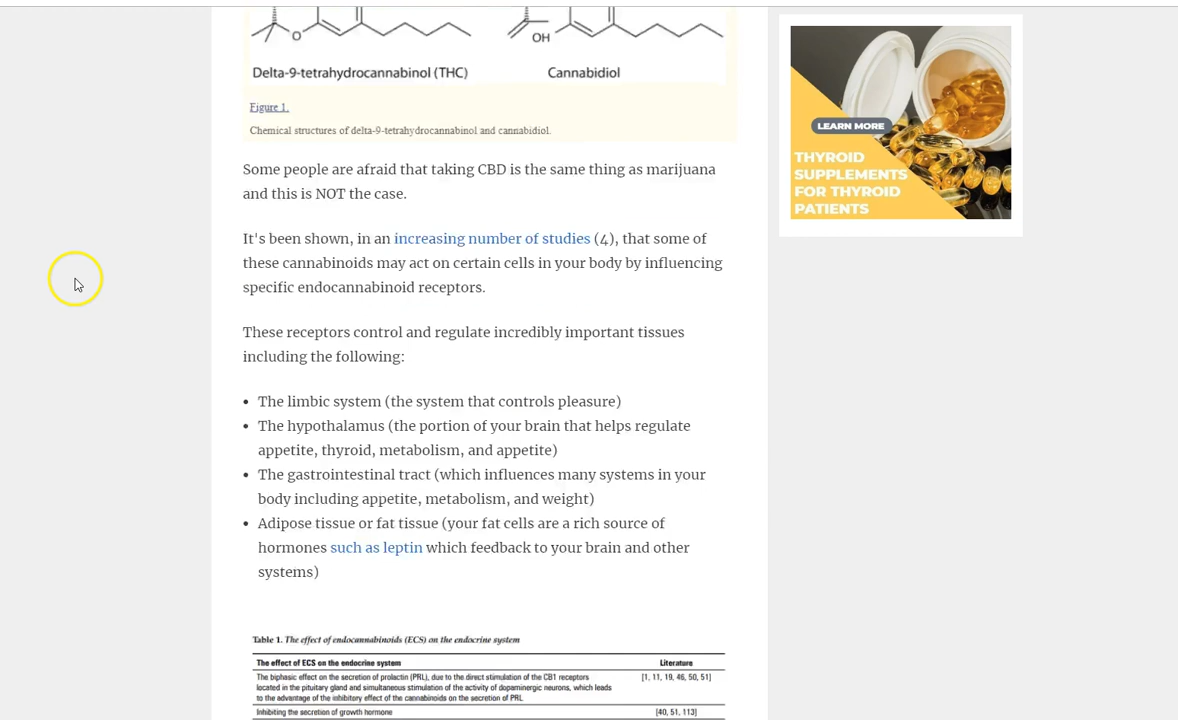 O
OH
Delta-9-tetrahydrocannabinol (THC)
Cannabidiol
Figure 1.
Chemical structures of delta-9-tetrahydrocannabinol and cannabidiol.
Some people are afraid that taking CBD is the same thing as marijuana
and this is NOT the case.
It's been shown, in an increasing number of studies (4), that some of
these cannabinoids may act on certain cells in your body by influencing
specific endocannabinoid receptors.
These receptors control and regulate incredibly important tissues
including the following:
• The limbic system (the system that controls pleasure)
• The hypothalamus (the portion of your brain that helps regulate
appetite, thyroid, metabolism, and appetite)
• The gastrointestinal tract (which influences many systems in your
body including appetite, metabolism, and weight)
• Adipose tissue or fat tissue (your fat cells are a rich source of
hormones such as leptin which feedback to your brain and other
systems)
Table 1. The effect of endocannabinoids (ECS) on the endocrine system
The effect of ECS on the endocrine system
Literature
The biphasic effect on the secretion of prolactin (PRL), due to the direct stimulation of the CB1 receptors
[1, 11, 19, 46, 50, 51]
located in the pituitary gland and simultaneous stimulation of the activity of dopaminergic neurons, which leads
to the advantage of the inhibitory effect of the cannabinoids on the secretion of PRL
Inhibiting the secretion of growth hormone
[40, 51, 113]
LEARN MORE
THYROID
SUPPLEMENTS
FOR THYROID
PATIENTS